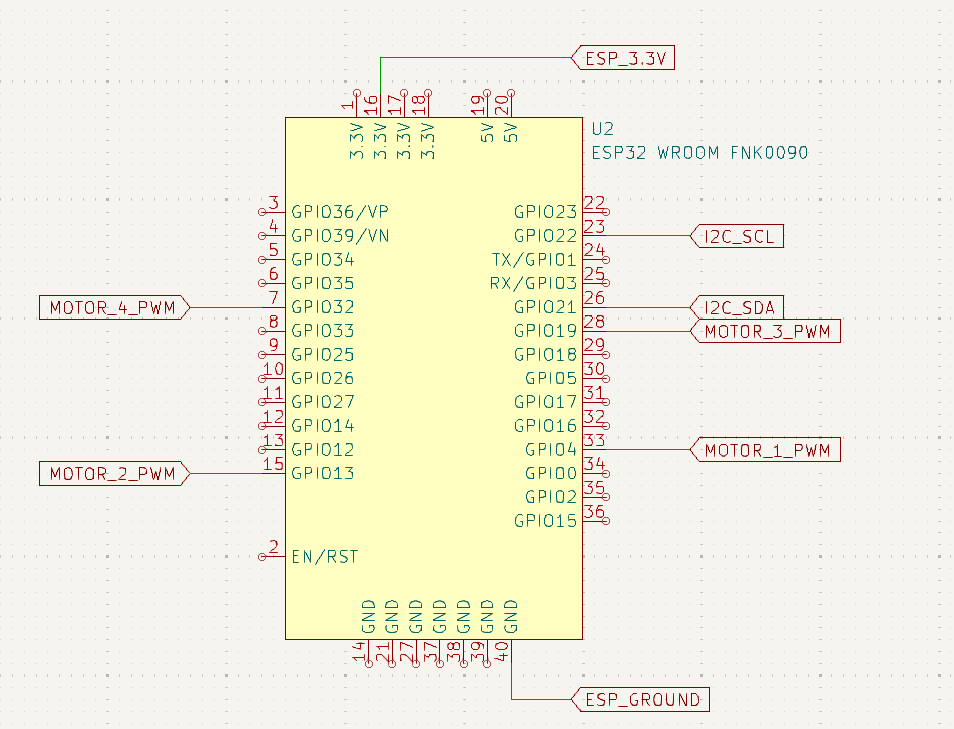 ESP_3.3V
1 16 17 18 19 20
3.3V 3.3V 3.3V 3.3V 5V 5V
U2
ESP32 WROOM FNK0090
3 GPIO36/VP GPIO23 22
4 GPIO39/VN GPIO22 23 I2C_SCL
5 GPIO34 TX/GPIO1 24
6 GPIO35 RX/GPIO3 25
MOTOR_4_PWM 7 GPIO32 GPIO21 26 I2C_SDA
8 GPIO33 GPIO19 28 MOTOR_3_PWM
9 GPIO25 GPIO18 29
10 GPIO26 GPIO5 30
11 GPIO27 GPIO17 31
12 GPIO14 GPIO16 32
13 GPIO12 GPIO4 33 MOTOR_1_PWM
MOTOR_2_PWM 15 GPIO13 GPIO0 34
GPIO2 35
GPIO15 36
2 EN/RST
GND GND GND GND GND GND GND
14 21 27 37 38 39 40
ESP_GROUND